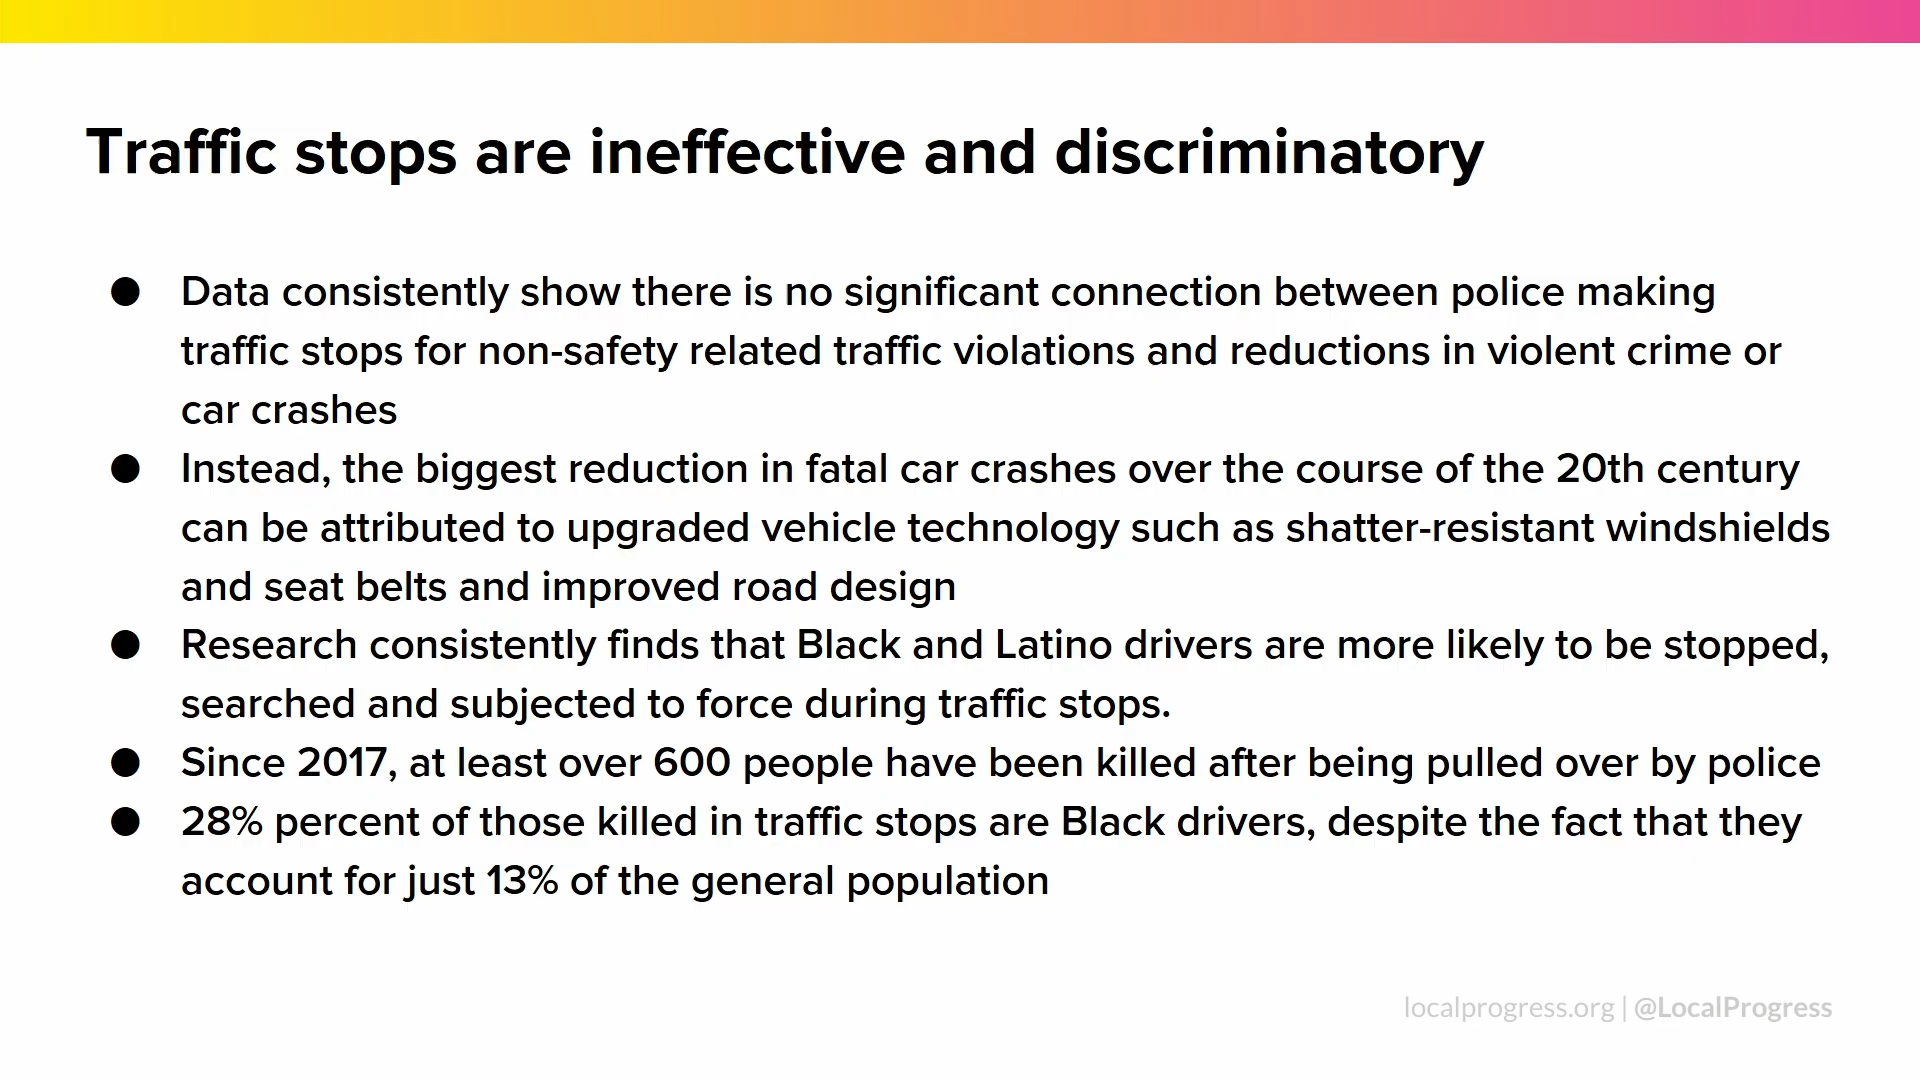 Traffic stops are ineffective and discriminatory
● Data consistently show there is no significant connection between police making
traffic stops for non-safety related traffic violations and reductions in violent crime or
car crashes
● Instead, the biggest reduction in fatal car crashes over the course of the 20th century
can be attributed to upgraded vehicle technology such as shatter-resistant windshields
and seat belts and improved road design
● Research consistently finds that Black and Latino drivers are more likely to be stopped,
searched and subjected to force during traffic stops.
● Since 2017, at least over 600 people have been killed after being pulled over by police
● 28% percent of those killed in traffic stops are Black drivers, despite the fact that they
account for just 13% of the general population
localprogress.org | @LocalProgress